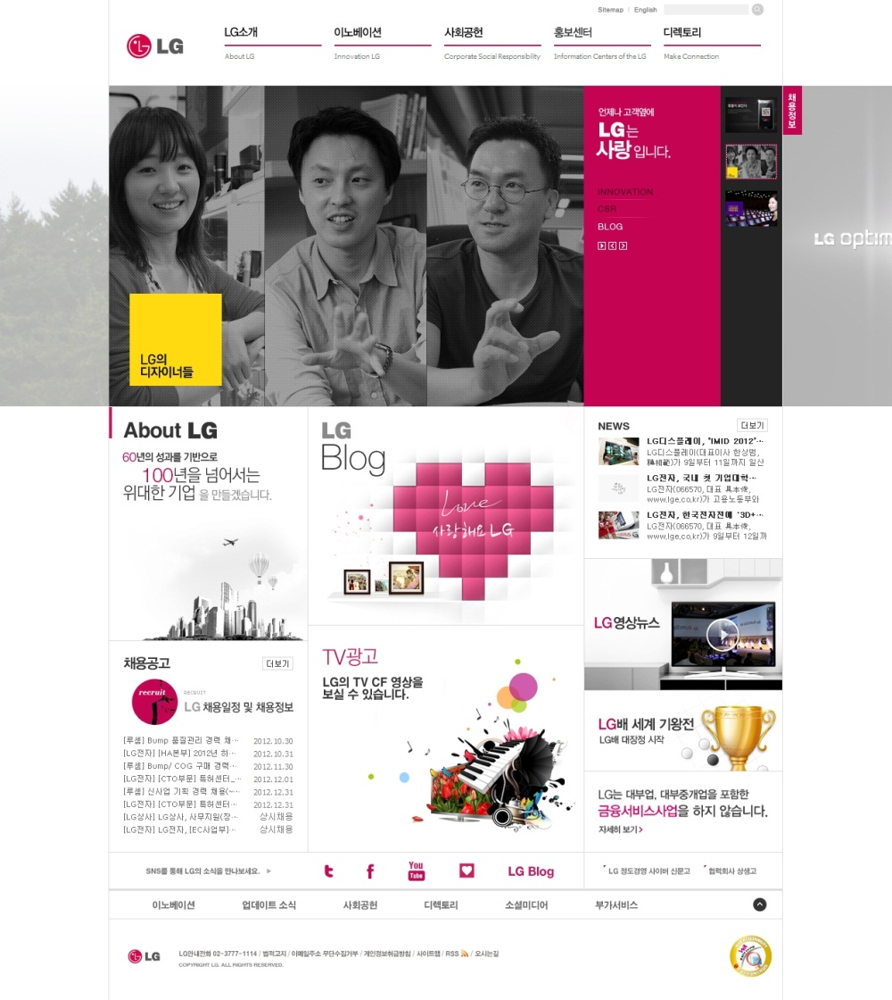 Sitemap | English
LG
LG소개
About LG
이노베이션
Innovation LG
사회공헌
Corporate Social Responsibility
홍보센터
Information Centers of the LG
디렉토리
Make Connection
언제나 고객옆에
LG는
사랑입니다.
INNOVATION
CSR
BLOG
채용정보
LG optim
LG의
디자이너들
About LG
60년의 성과를 기반으로
100년을 넘어서는
위대한 기업 을 만들겠습니다.
LG
Blog
Love
사랑해요 LG
NEWS
더보기
LG디스플레이, 'IMID 2012'…
LG디스플레이(대표이사 한상범,
韓相範)가 9일부터 11일까지 일산
LG전자, 국내 첫 기업대학…
LG전자(066570, 대표 具本俊,
www.lge.co.kr)가 고용노동부와
LG전자, 한국전자전에 '3D+…
LG전자(066570, 대표 具本俊,
www.lge.co.kr)가 9일부터 12일까
LG영상뉴스
채용공고
더보기
recruit
RECRUIT
LG 채용일정 및 채용정보
[루셈] Bump 품질관리 경력 채… 2012.10.30
[LG전자] [HA본부] 2012년 하… 2012.10.31
[루셈] Bump/ COG 구매 경력… 2012.11.30
[LG전자] [CTO부문] 특허센터_… 2012.12.01
[루셈] 신사업 기획 경력 채용(~… 2012.12.31
[LG전자] [CTO부문] 특허센터… 2012.12.31
[LG상사] LG상사, 사무지원(장… 상시채용
[LG전자] LG전자, [EC사업부]… 상시채용
TV광고
LG의 TV CF 영상을
보실 수 있습니다.
LG배 세계 기왕전
LG배 대장정 시작
LG는 대부업, 대부중개업을 포함한
금융서비스사업을 하지 않습니다.
자세히 보기 >
SNS를 통해 LG의 소식을 만나보세요.
You
Tube
LG Blog
LG 정도경영 사이버 신문고
협력회사 상생고
이노베이션
업데이트 소식
사회공헌
디렉토리
소셜미디어
부가서비스
LG
LG안내전화 02-3777-1114 / 법적고지 / 이메일주소 무단수집거부 / 개인정보취급방침 / 사이트맵 / RSS / 오시는길
COPYRIGHT LG. ALL RIGHTS RESERVED.